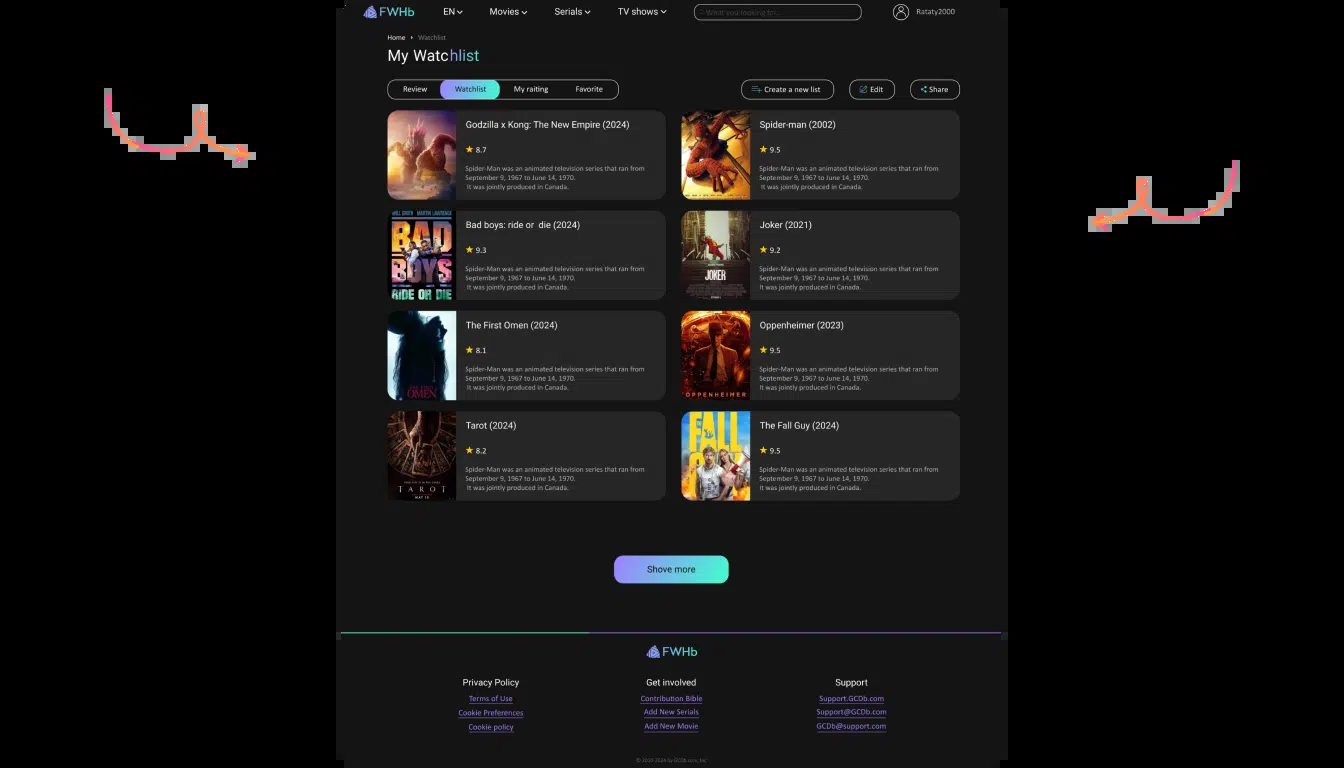 FWHb
EN
Movies
Serials
TV shows
What you looking for...
Rataty2000
Home
Watchlist
My Watchlist
Review
Watchlist
My raiting
Favorite
Create a new list
Edit
Share
Godzilla x Kong: The New Empire (2024)
8.7
Spider-Man was an animated television series that ran from
September 9, 1967 to June 14, 1970.
It was jointly produced in Canada.
Spider-man (2002)
9.5
Spider-Man was an animated television series that ran from
September 9, 1967 to June 14, 1970.
It was jointly produced in Canada.
WILL SMITH MARTIN LAWRENCE
BAD
BOYS
RIDE OR DIE
Bad boys: ride or die (2024)
9.3
Spider-Man was an animated television series that ran from
September 9, 1967 to June 14, 1970.
It was jointly produced in Canada.
JOKER
Joker (2021)
9.2
Spider-Man was an animated television series that ran from
September 9, 1967 to June 14, 1970.
It was jointly produced in Canada.
OMEN
The First Omen (2024)
8.1
Spider-Man was an animated television series that ran from
September 9, 1967 to June 14, 1970.
It was jointly produced in Canada.
OPPENHEIMER
Oppenheimer (2023)
9.5
Spider-Man was an animated television series that ran from
September 9, 1967 to June 14, 1970.
It was jointly produced in Canada.
TAROT
MAY 10
Tarot (2024)
8.2
Spider-Man was an animated television series that ran from
September 9, 1967 to June 14, 1970.
It was jointly produced in Canada.
FALL
The Fall Guy (2024)
9.5
Spider-Man was an animated television series that ran from
September 9, 1967 to June 14, 1970.
It was jointly produced in Canada.
Shove more
FWHb
Privacy Policy
Terms of Use
Cookie Preferences
Cookie policy
Get involved
Contribution Bible
Add New Serials
Add New Movie
Support
Support.GCDb.com
Support@GCDb.com
GCDb@support.com